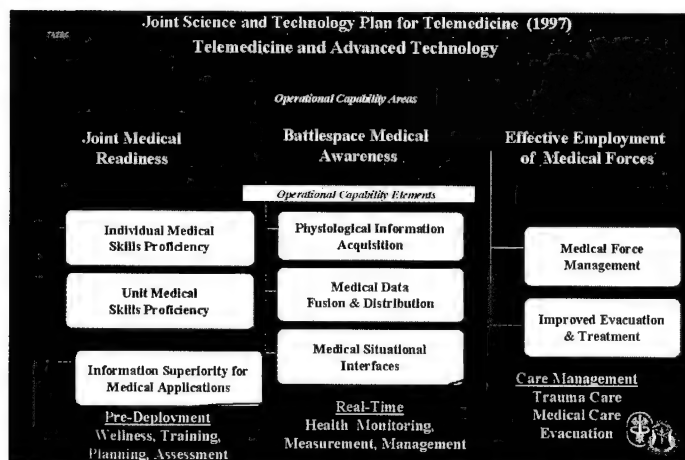 Joint Science and Technology Plan for Telemedicine (1997)
Telemedicine and Advanced Technology
Operational Capability Areas
Joint Medical
Readiness
Battlespace Medical
Awareness
Effective Employment
of Medical Forces
Operational Capability Elements
Individual Medical
Skills Proficiency
Unit Medical
Skills Proficiency
Information Superiority for
Medical Applications
Physiological Information
Acquisition
Medical Data
Fusion & Distribution
Medical Situational
Interfaces
Medical Force
Management
Improved Evacuation
& Treatment
Pre-Deployment
Wellness, Training,
Planning, Assessment
Real-Time
Health Monitoring,
Measurement, Management
Care Management
Trauma Care
Medical Care
Evacuation